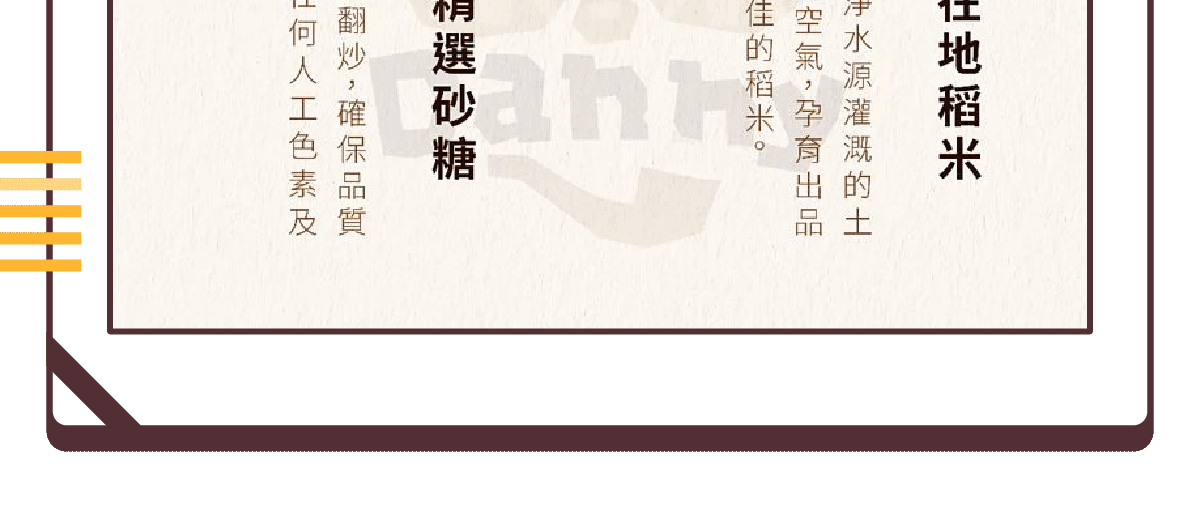 在地稻米
淨水源灌溉的土
空氣，孕育出品
佳的稻米。
精選砂糖
翻炒，確保品質
任何人工色素及
Danny